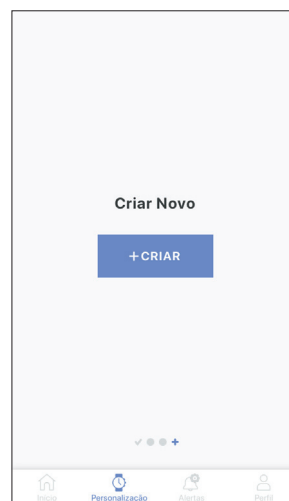 Criar Novo
+CRIAR
Início
Personalização
Alertas
Perfil